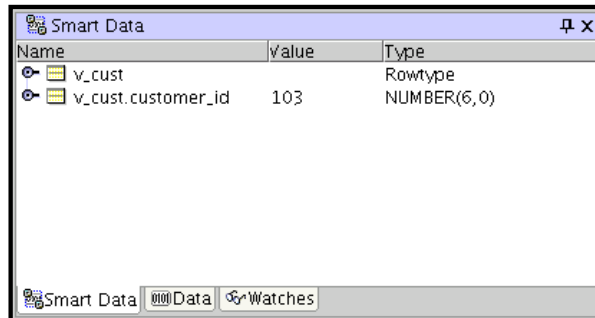 Smart Data
Name Value Type
v_cust Rowtype
v_cust.customer_id 103 NUMBER(6,0)
Smart Data Data Watches